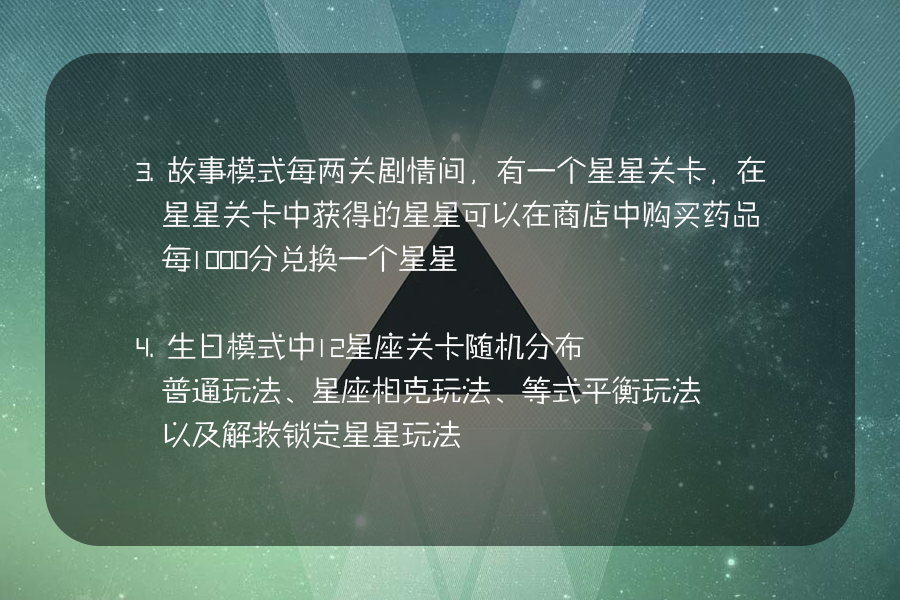 3. 故事模式每两关剧情间，有一个星星关卡，在
星星关卡中获得的星星可以在商店中购买药品
每10000分兑换一个星星
4. 生日模式中12星座关卡随机分布
普通玩法、星座相克玩法、等式平衡玩法
以及解救锁定星星玩法